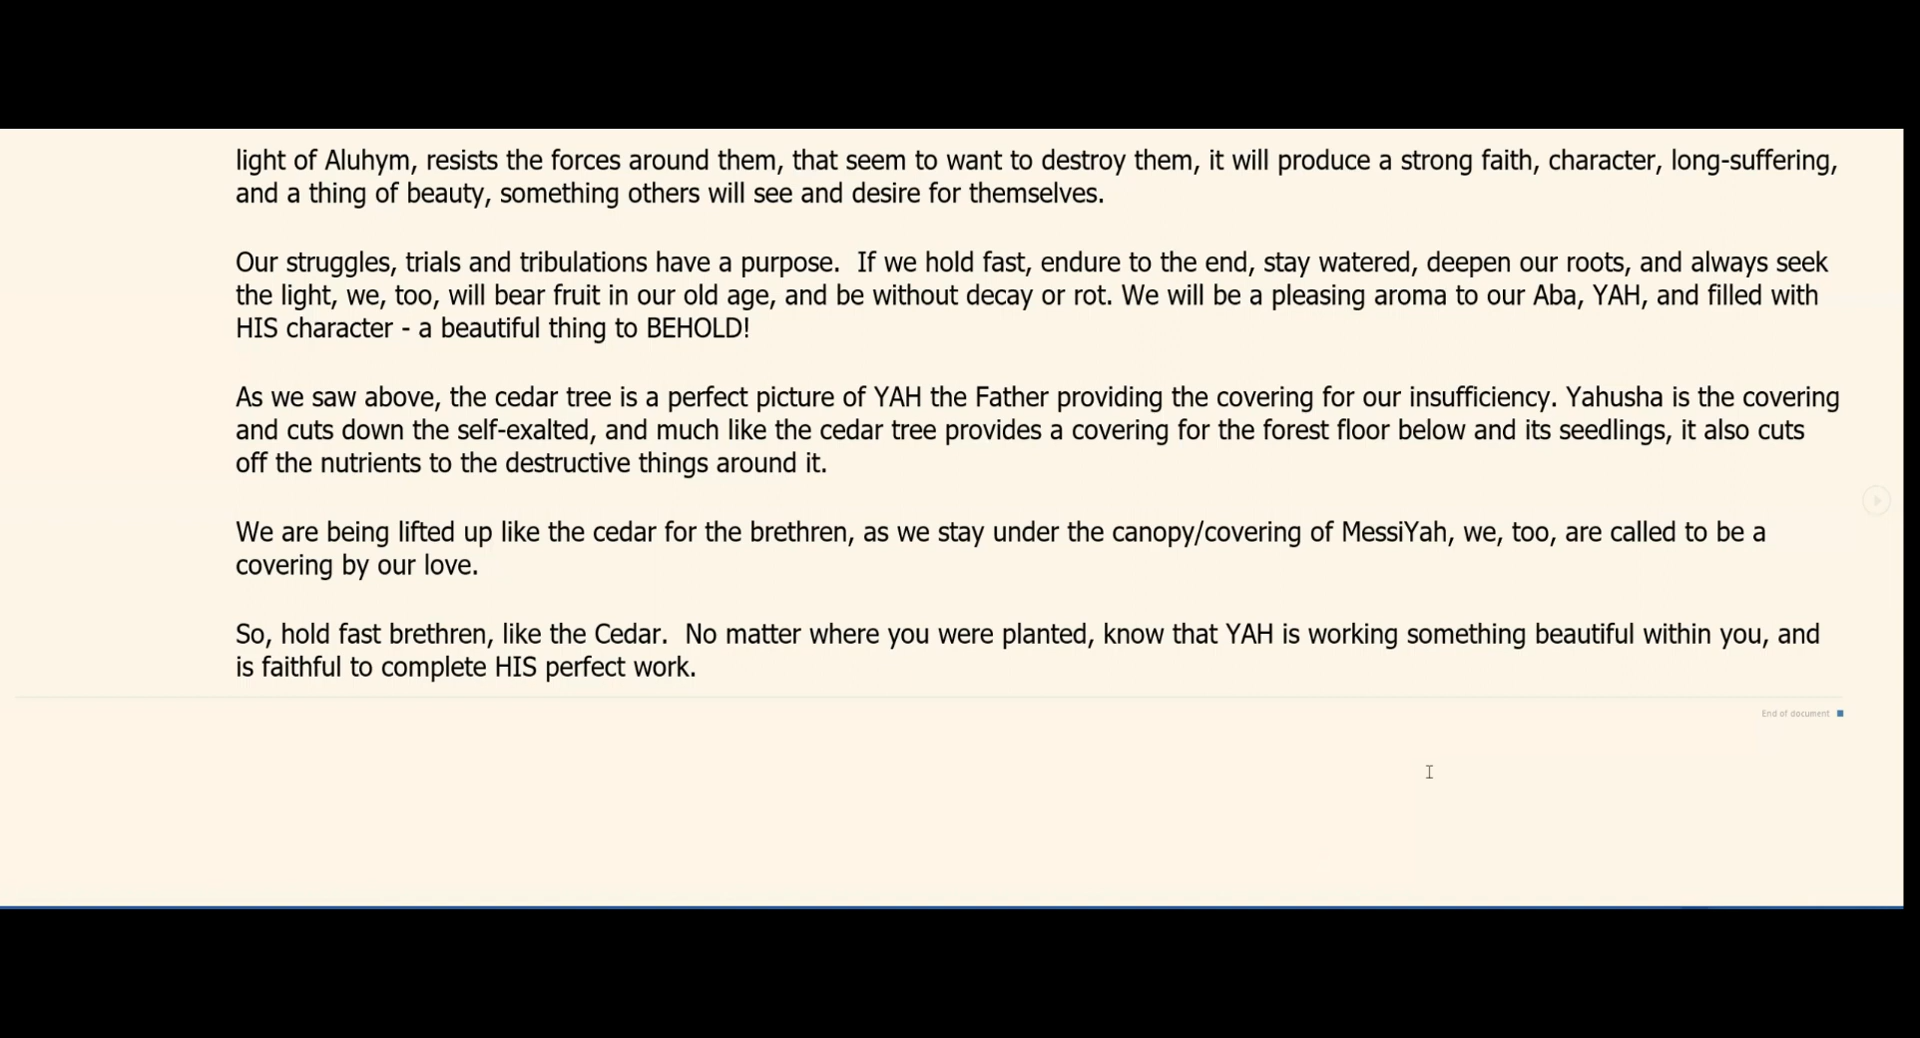 light of Aluhym, resists the forces around them, that seem to want to destroy them, it will produce a strong faith, character, long-suffering,
and a thing of beauty, something others will see and desire for themselves.
Our struggles, trials and tribulations have a purpose.  If we hold fast, endure to the end, stay watered, deepen our roots, and always seek
the light, we, too, will bear fruit in our old age, and be without decay or rot. We will be a pleasing aroma to our Aba, YAH, and filled with
HIS character - a beautiful thing to BEHOLD!
As we saw above, the cedar tree is a perfect picture of YAH the Father providing the covering for our insufficiency. Yahusha is the covering
and cuts down the self-exalted, and much like the cedar tree provides a covering for the forest floor below and its seedlings, it also cuts
off the nutrients to the destructive things around it.
We are being lifted up like the cedar for the brethren, as we stay under the canopy/covering of MessiYah, we, too, are called to be a
covering by our love.
So, hold fast brethren, like the Cedar.  No matter where you were planted, know that YAH is working something beautiful within you, and
is faithful to complete HIS perfect work.
End of document